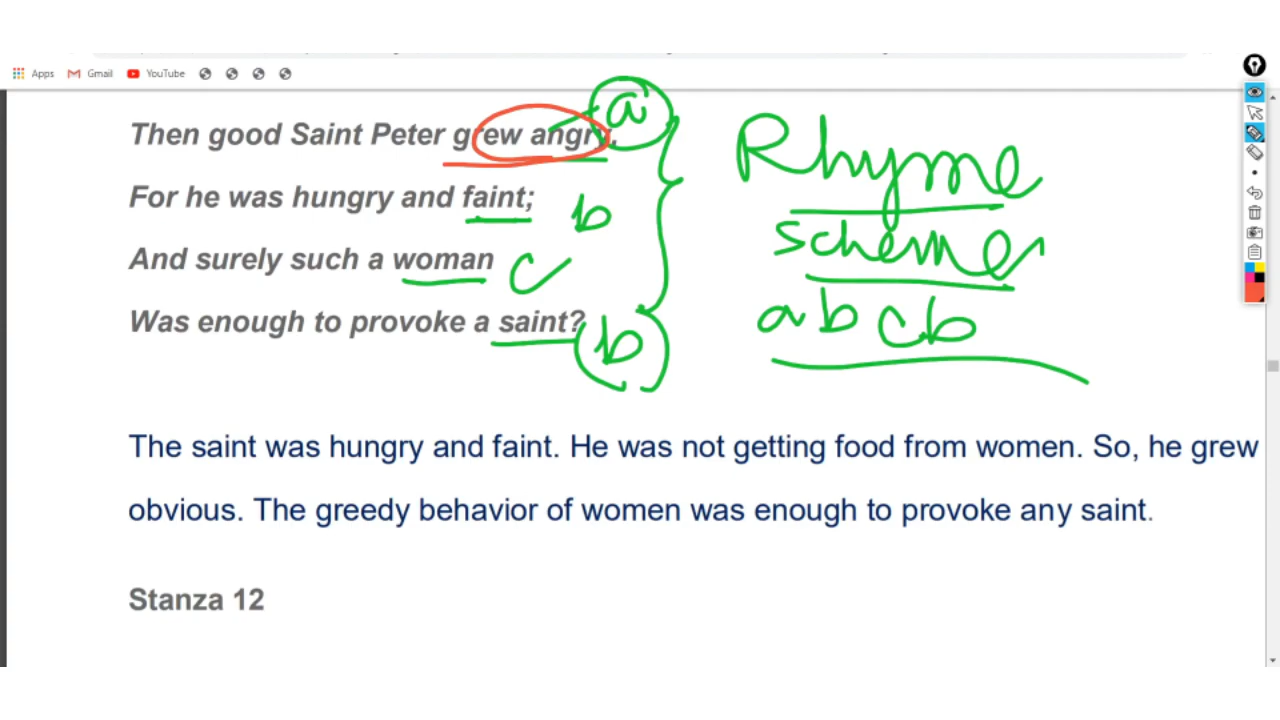 Apps Gmail YouTube
Then good Saint Peter grew angry, a
For he was hungry and faint; b
And surely such a woman c
Was enough to provoke a saint? (b)
Rhyme
scheme
abcb
The saint was hungry and faint. He was not getting food from women. So, he grew
obvious. The greedy behavior of women was enough to provoke any saint.
Stanza 12